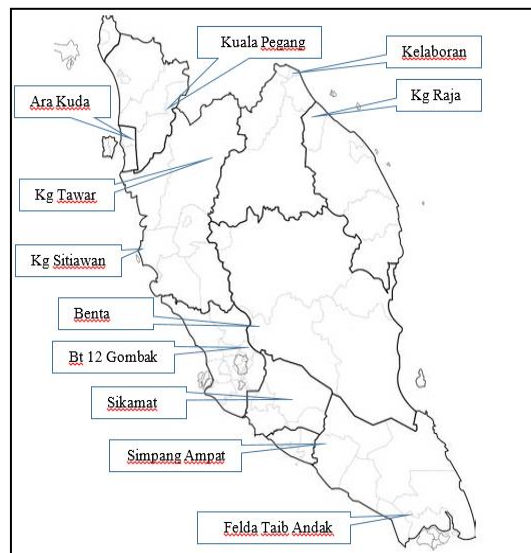 Kuala Pegang
Kelaboran
Ara Kuda
Kg Raja
Kg Tawar
Kg Sitiawan
Benta
Bt 12 Gombak
Sikamat
Simpang Ampat
Felda Taib Andak